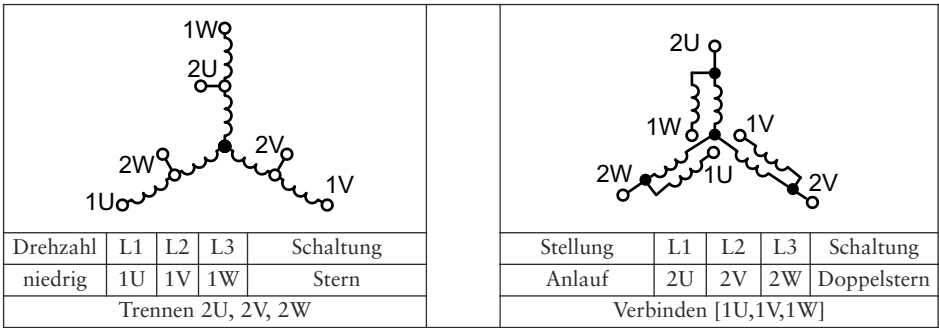 1W
2U
2W
2V
1U
1V
Drehzahl L1 L2 L3 Schaltung
niedrig 1U 1V 1W Stern
Trennen 2U, 2V, 2W
2U
1W
1V
2W
1U
2V
Stellung L1 L2 L3 Schaltung
Anlauf 2U 2V 2W Doppelstern
Verbinden [1U,1V,1W]